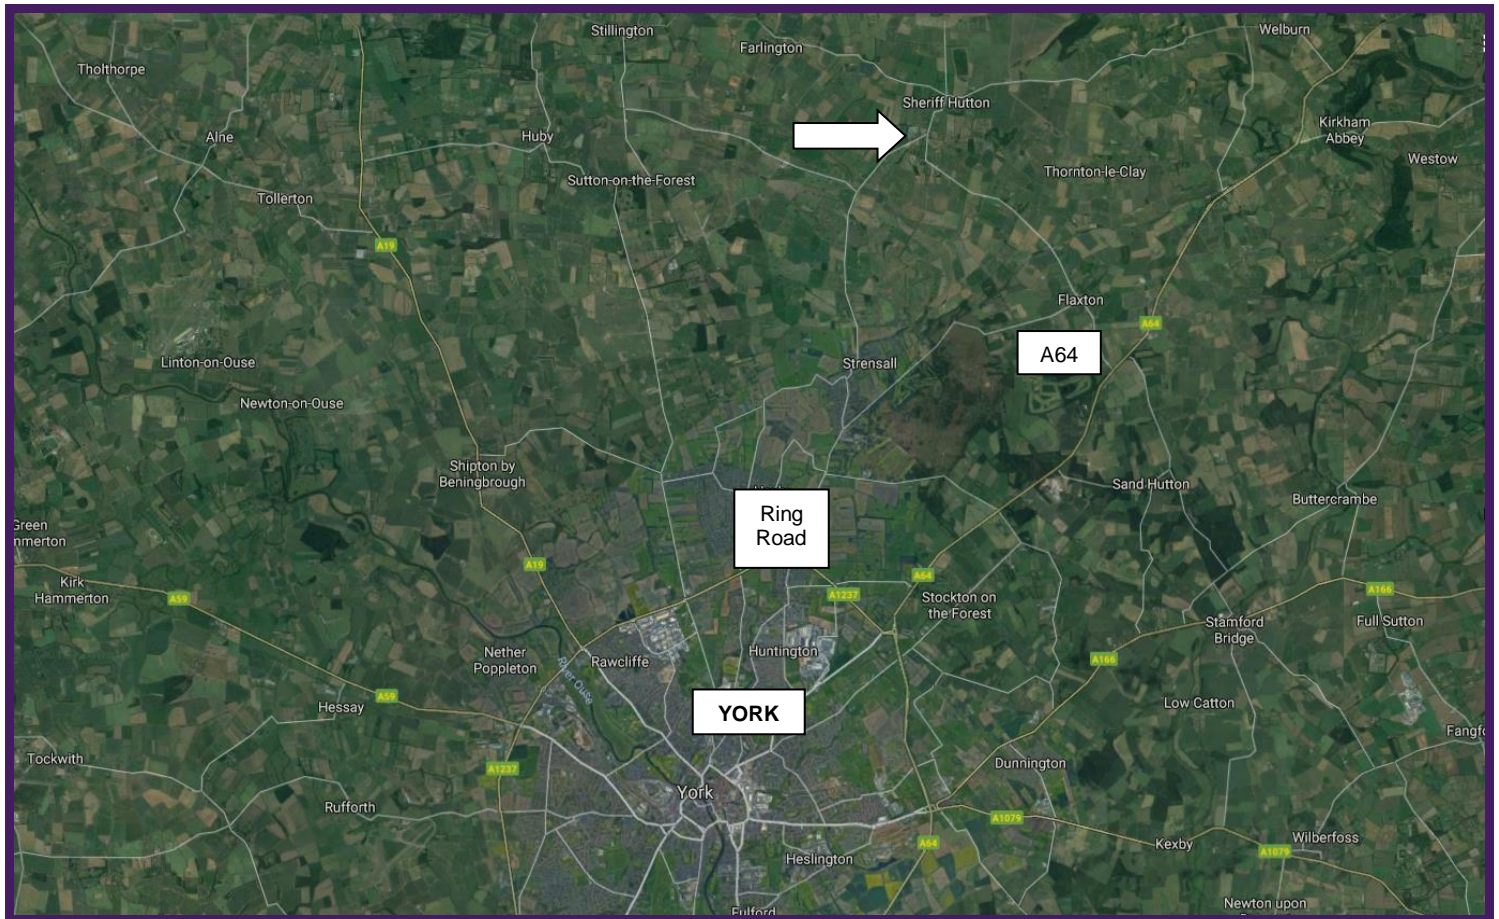 Stillington
Farlington
Welburn
Tholthorpe
Sheriff Hutton
Alne
Huby
Kirkham
Abbey
Westow
Thornton-le-Clay
Sutton-on-the-Forest
Tollerton
A19
Flaxton
A64
A64
Linton-on-Ouse
Strensall
Newton-on-Ouse
Shipton by
Beningbrough
Sand Hutton
Buttercrambe
Ring
Road
Green
A19
A64
Kirk
Hammerton
A59
A1237
Stockton on
the Forest
A166
Stamford
Bridge
Full Sutton
Nether
Poppleton
Rawcliffe
River Ouse
Huntington
A166
A59
Hessay
YORK
Low Catton
Tockwith
A1237
Dunnington
York
Rufforth
A1079
A64
Kexby
A1079
Wilberfoss
Heslington
Newton upon
Fulford